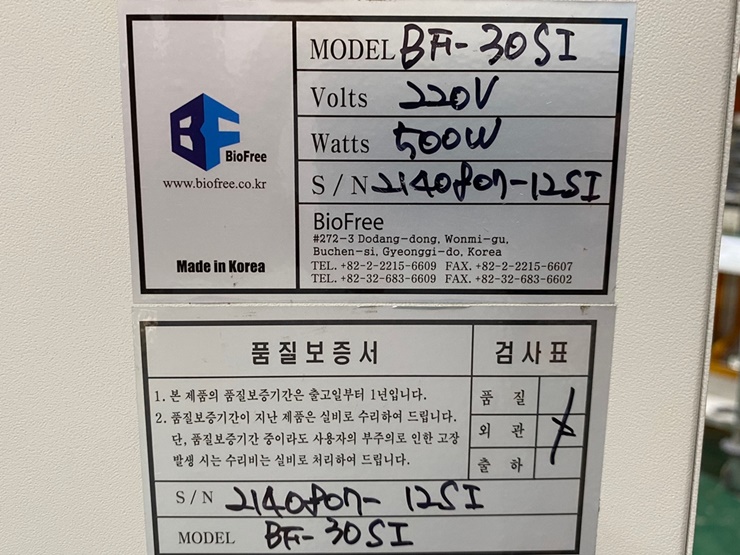 MODEL BF-30SI
Volts 220V
Watts 500W
S/N 2140807-12SI
BF
BioFree
www.biofree.co.kr
Made in Korea
BioFree
#272-3 Dodang-dong, Wonmi-gu,
Buchen-si, Gyeonggi-do, Korea
TEL. +82-2-2215-6609 FAX. +82-2-2215-6607
TEL. +82-32-683-6609 FAX. +82-32-683-6602
품질보증서
1. 본 제품의 품질보증기간은 출고일부터 1년입니다.
2. 품질보증기간이 지난 제품은 실비로 수리하여 드립니다.
단, 품질보증기간 중이라도 사용자의 부주의로 인한 고장
발생 시는 수리비는 실비로 처리하여 드립니다.
검사표
품 질
외 관
출 하
S/N 2140807-12SI
MODEL BF-30SI